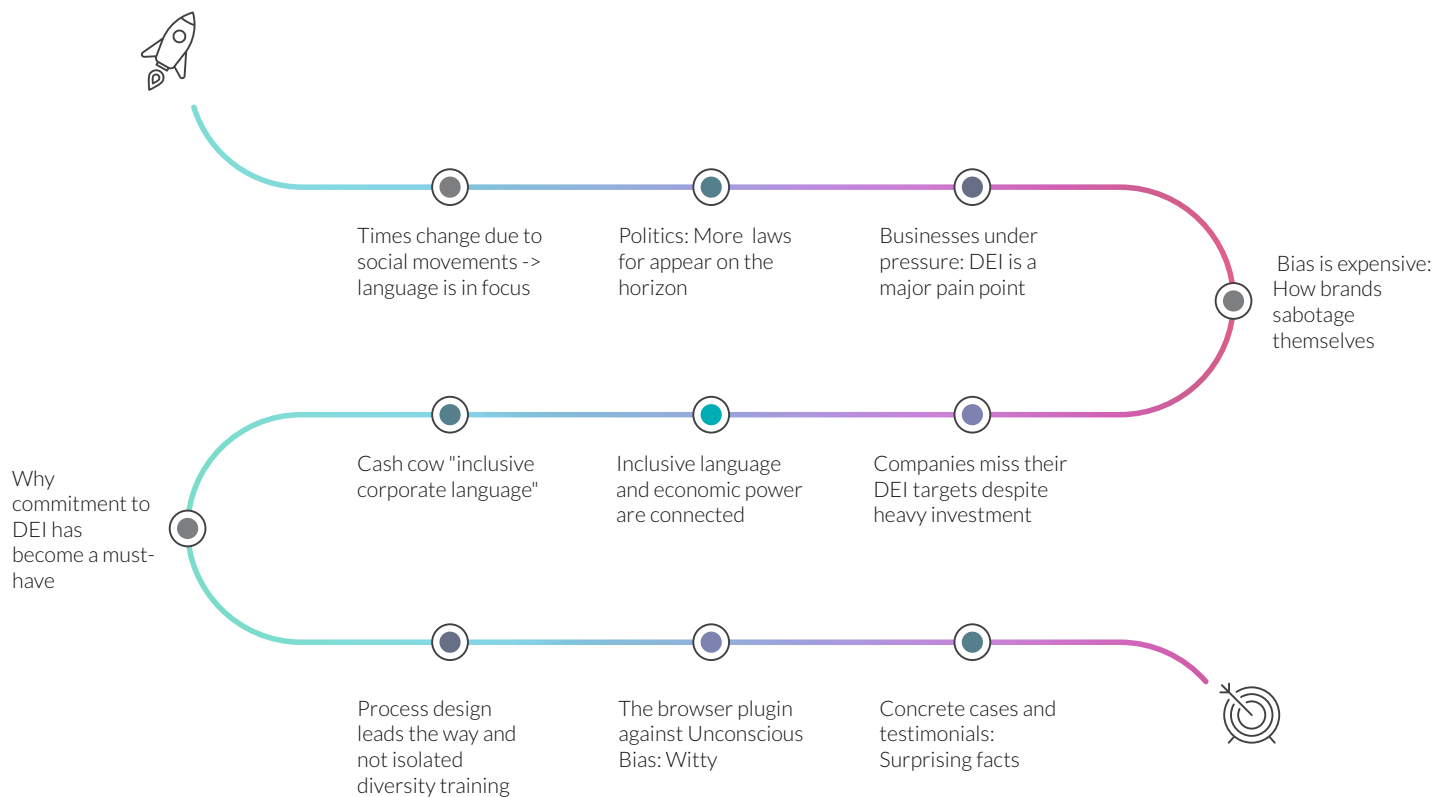 Times change due to
social movements ->
language is in focus
Politics: More  laws
for appear on the
horizon
Businesses under
pressure: DEI is a
major pain point
Bias is expensive:
How brands
sabotage
themselves
Companies miss their
DEI targets despite
heavy investment
Inclusive language
and economic power
are connected
Cash cow "inclusive
corporate language"
Why
commitment to
DEI has
become a must-
have
Process design
leads the way and
not isolated
diversity training
The browser plugin
against Unconscious
Bias: Witty
Concrete cases and
testimonials:
Surprising facts